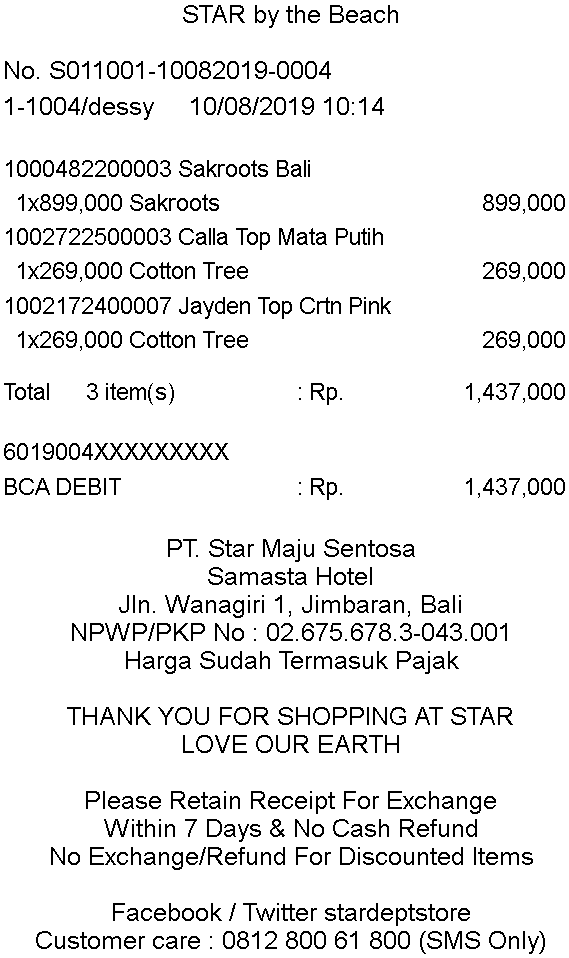 STAR by the Beach
No. S011001-10082019-0004
1-1004/dessy 10/08/2019 10:14
1000482200003 Sakroots Bali
1x899,000 Sakroots 899,000
1002722500003 Calla Top Mata Putih
1x269,000 Cotton Tree 269,000
1002172400007 Jayden Top Crtn Pink
1x269,000 Cotton Tree 269,000
Total 3 item(s) : Rp. 1,437,000
6019004XXXXXXXXX
BCA DEBIT : Rp. 1,437,000
PT. Star Maju Sentosa
Samasta Hotel
Jln. Wanagiri 1, Jimbaran, Bali
NPWP/PKP No : 02.675.678.3-043.001
Harga Sudah Termasuk Pajak
THANK YOU FOR SHOPPING AT STAR
LOVE OUR EARTH
Please Retain Receipt For Exchange
Within 7 Days & No Cash Refund
No Exchange/Refund For Discounted Items
Facebook / Twitter stardeptstore
Customer care : 0812 800 61 800 (SMS Only)